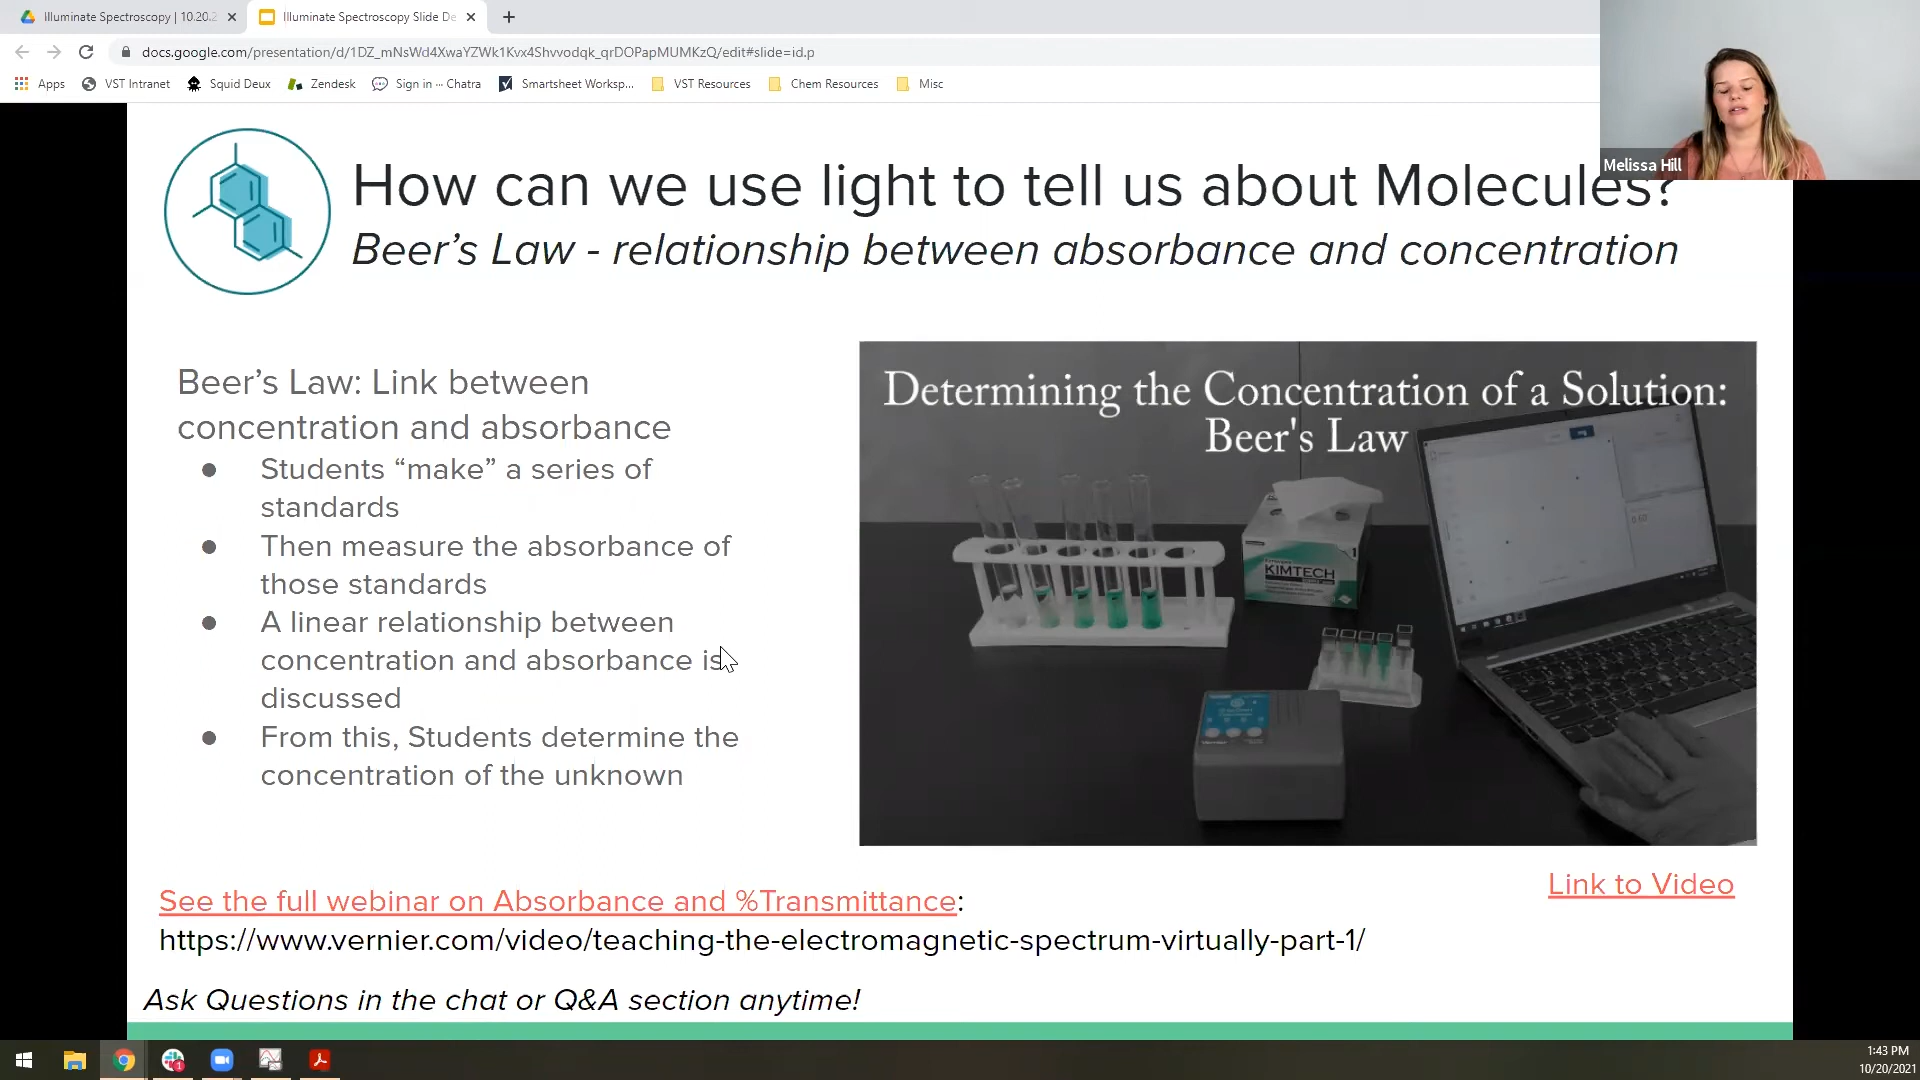 Illuminate Spectroscopy | 10.20.2
Illuminate Spectroscopy Slide De
docs.google.com/presentation/d/1DZ_mNsWd4XwaYZWk1Kvx4Shvvodqk_qrDOPapMUMKzQ/edit#slide=id.p
Apps
VST Intranet
Squid Deux
Zendesk
Sign in ··· Chatra
Smartsheet Worksp...
VST Resources
Chem Resources
Misc
Melissa Hill
How can we use light to tell us about Molecules?
Beer's Law - relationship between absorbance and concentration
Beer's Law: Link between
concentration and absorbance
● Students “make” a series of
standards
● Then measure the absorbance of
those standards
● A linear relationship between
concentration and absorbance is
discussed
● From this, Students determine the
concentration of the unknown
Determining the Concentration of a Solution:
Beer's Law
KIMTECH
Link to Video
See the full webinar on Absorbance and %Transmittance:
https://www.vernier.com/video/teaching-the-electromagnetic-spectrum-virtually-part-1/
Ask Questions in the chat or Q&A section anytime!
1:43 PM
10/20/2021